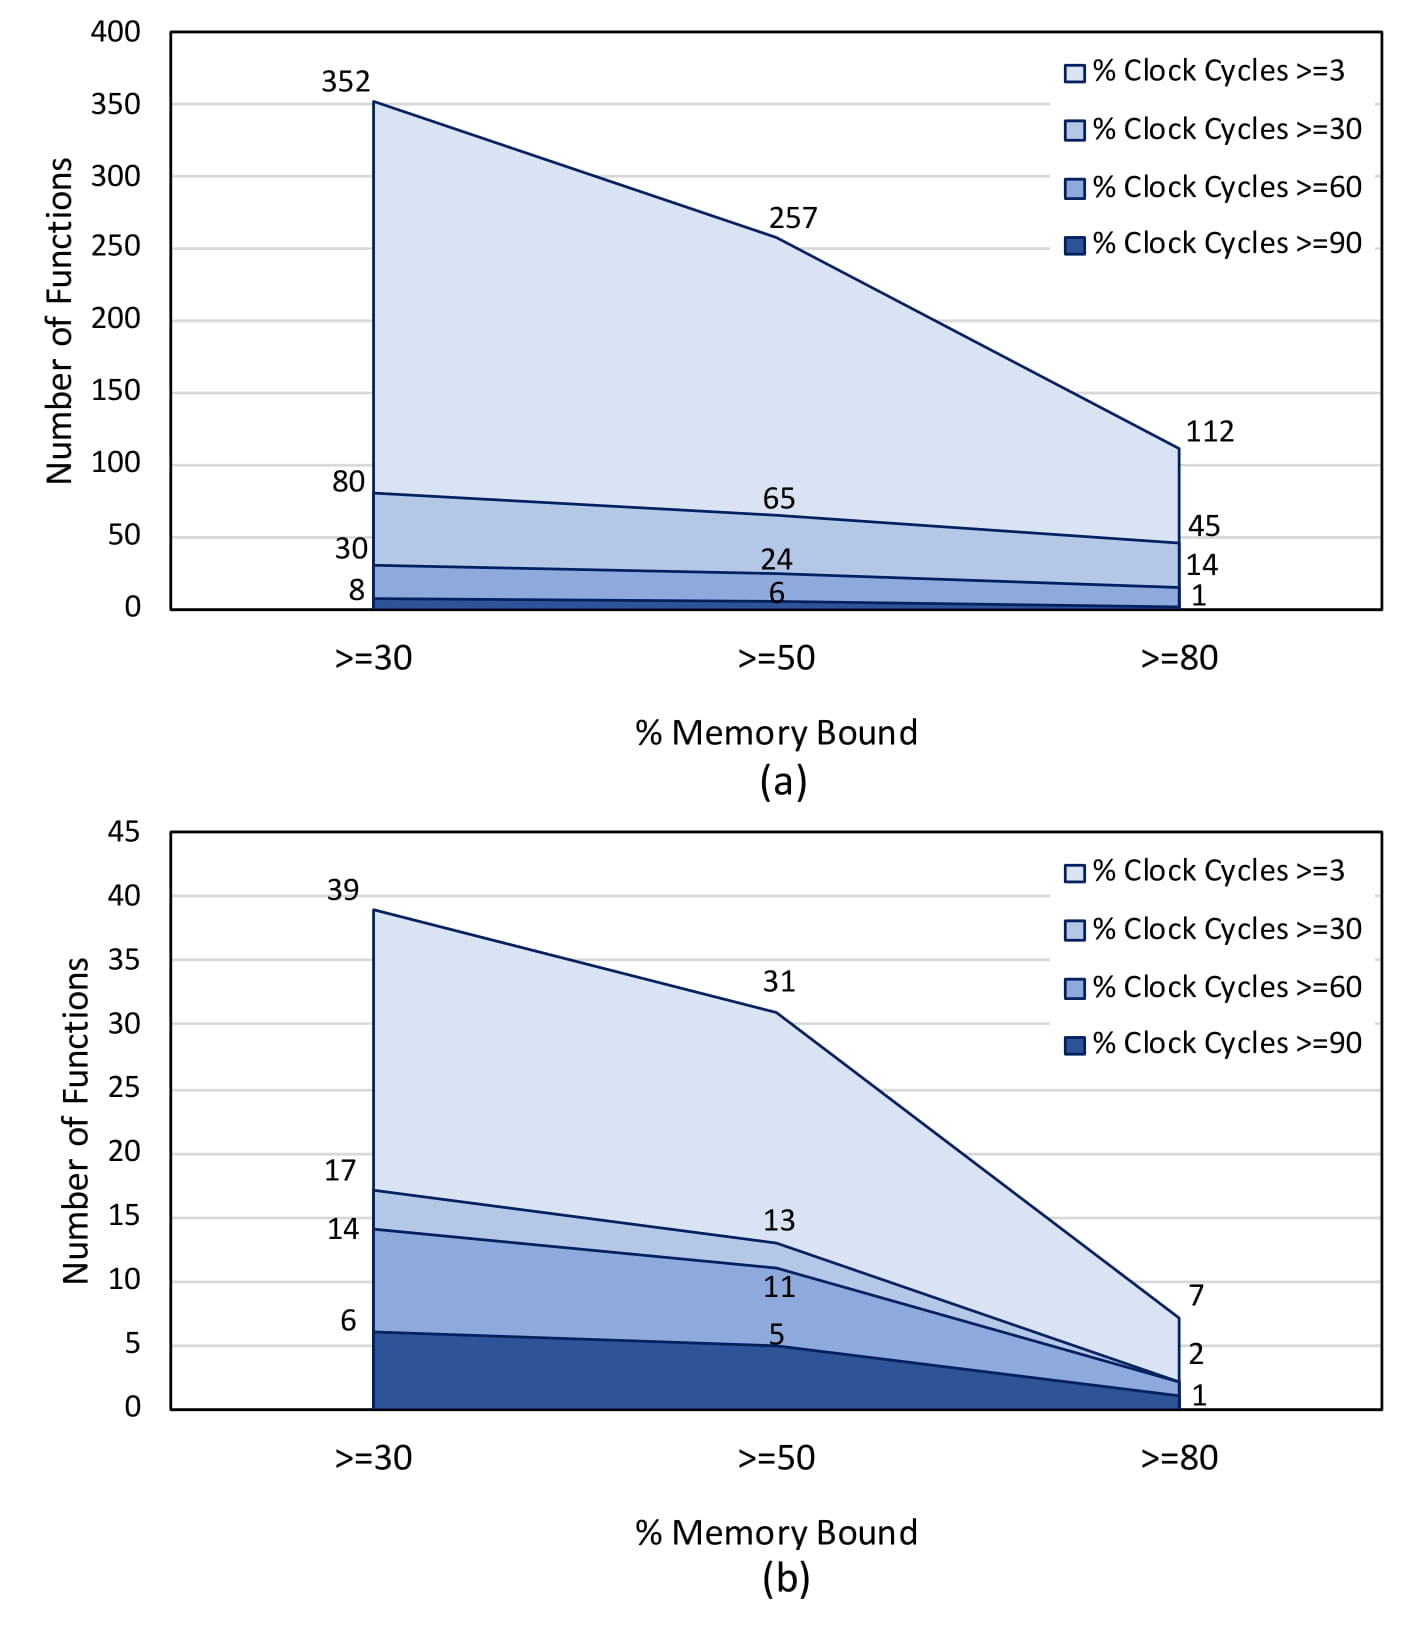 400
350
300
250
200
150
100
50
0
Number of Functions
352
257
112
80
65
45
30
24
14
8
6
1
% Clock Cycles >=3
% Clock Cycles >=30
% Clock Cycles >=60
% Clock Cycles >=90
>=30 >=50 >=80
% Memory Bound
(a)
45
40
35
30
25
20
15
10
5
0
Number of Functions
39
31
7
17
13
2
14
11
6
5
1
% Clock Cycles >=3
% Clock Cycles >=30
% Clock Cycles >=60
% Clock Cycles >=90
>=30 >=50 >=80
% Memory Bound
(b)